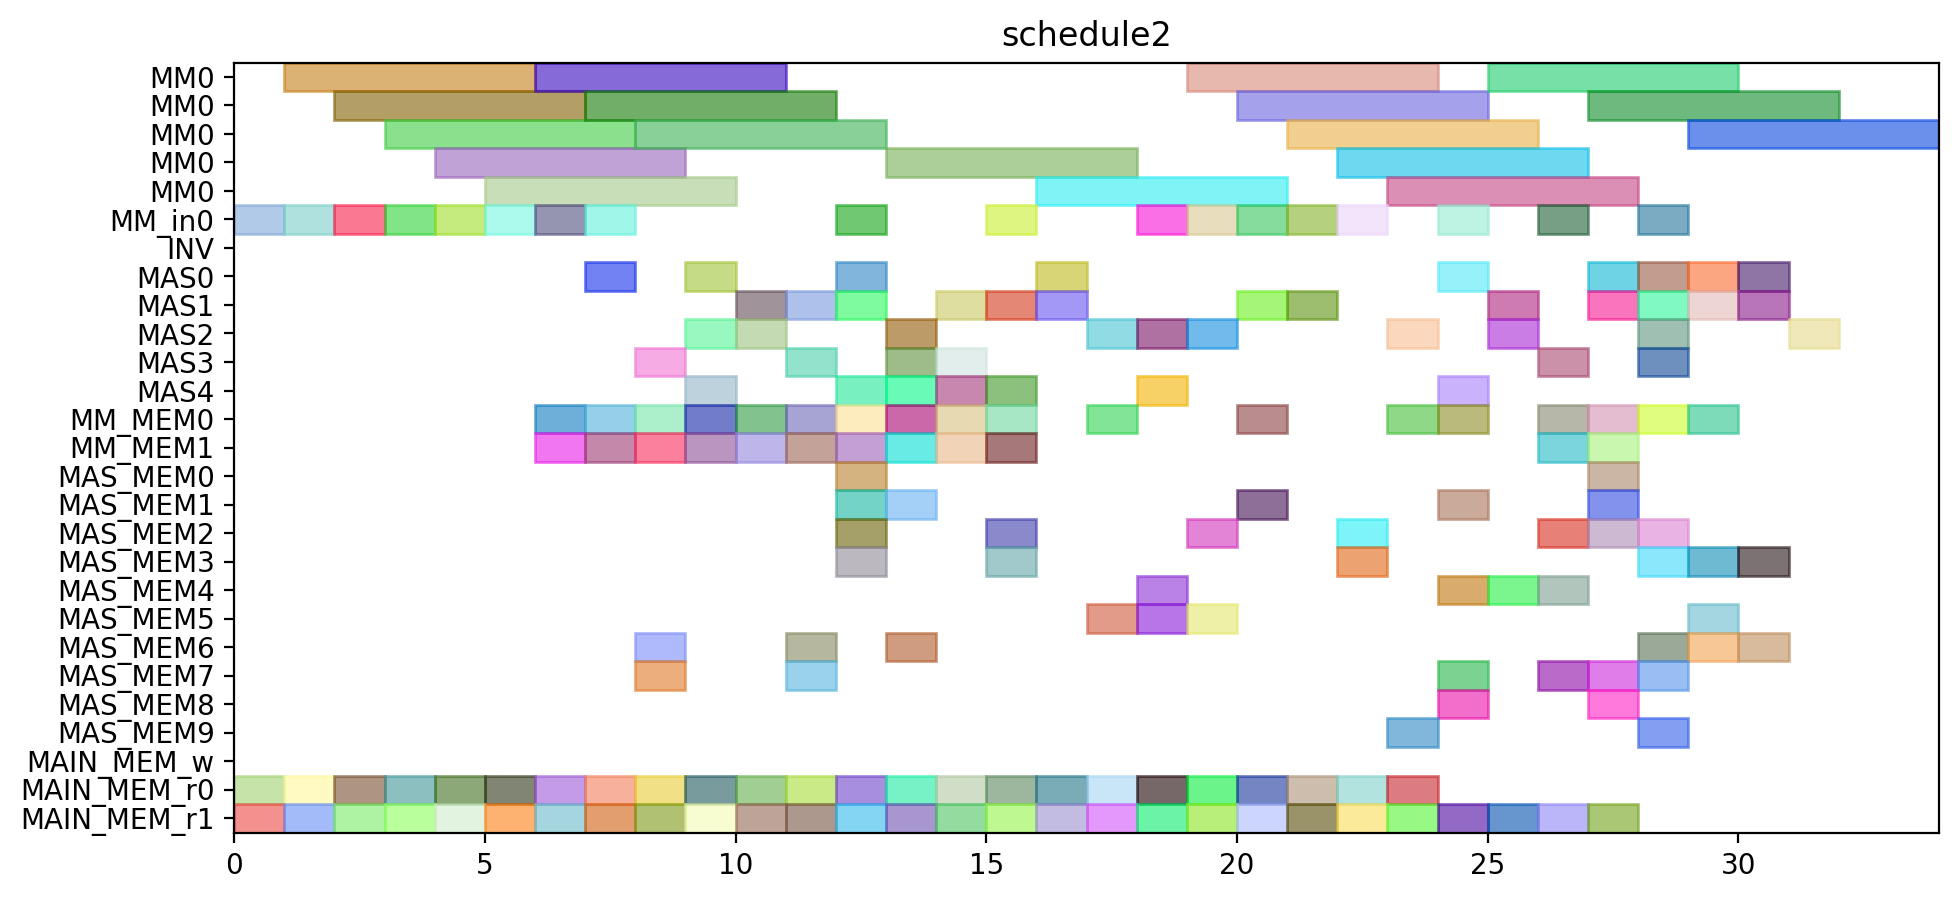 schedule2
MM0
MM0
MM0
MM0
MM0
MM_in0
INV
MAS0
MAS1
MAS2
MAS3
MAS4
MM_MEM0
MM_MEM1
MAS_MEM0
MAS_MEM1
MAS_MEM2
MAS_MEM3
MAS_MEM4
MAS_MEM5
MAS_MEM6
MAS_MEM7
MAS_MEM8
MAS_MEM9
MAIN_MEM_w
MAIN_MEM_r0
MAIN_MEM_r1
0 5 10 15 20 25 30